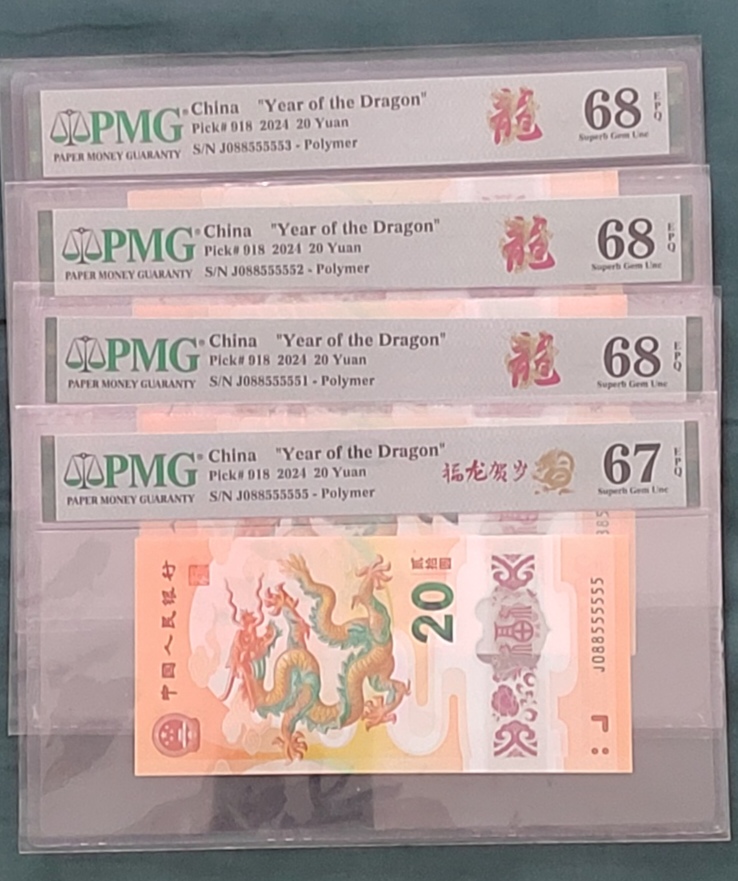 PMG China "Year of the Dragon" 龍 68 EPQ
Pick# 918 2024 20 Yuan Superb Gem Unc
PAPER MONEY GUARANTY S/N J088555553 - Polymer
PMG China "Year of the Dragon" 龍 68 EPQ
Pick# 918 2024 20 Yuan Superb Gem Unc
PAPER MONEY GUARANTY S/N J088555552 - Polymer
PMG China "Year of the Dragon" 龍 68 EPQ
Pick# 918 2024 20 Yuan Superb Gem Unc
PAPER MONEY GUARANTY S/N J088555551 - Polymer
PMG China "Year of the Dragon" 福龙贺岁 67 EPQ
Pick# 918 2024 20 Yuan Superb Gem Unc
PAPER MONEY GUARANTY S/N J088555555 - Polymer
中国人民银行
贰拾圆
20
J088555555